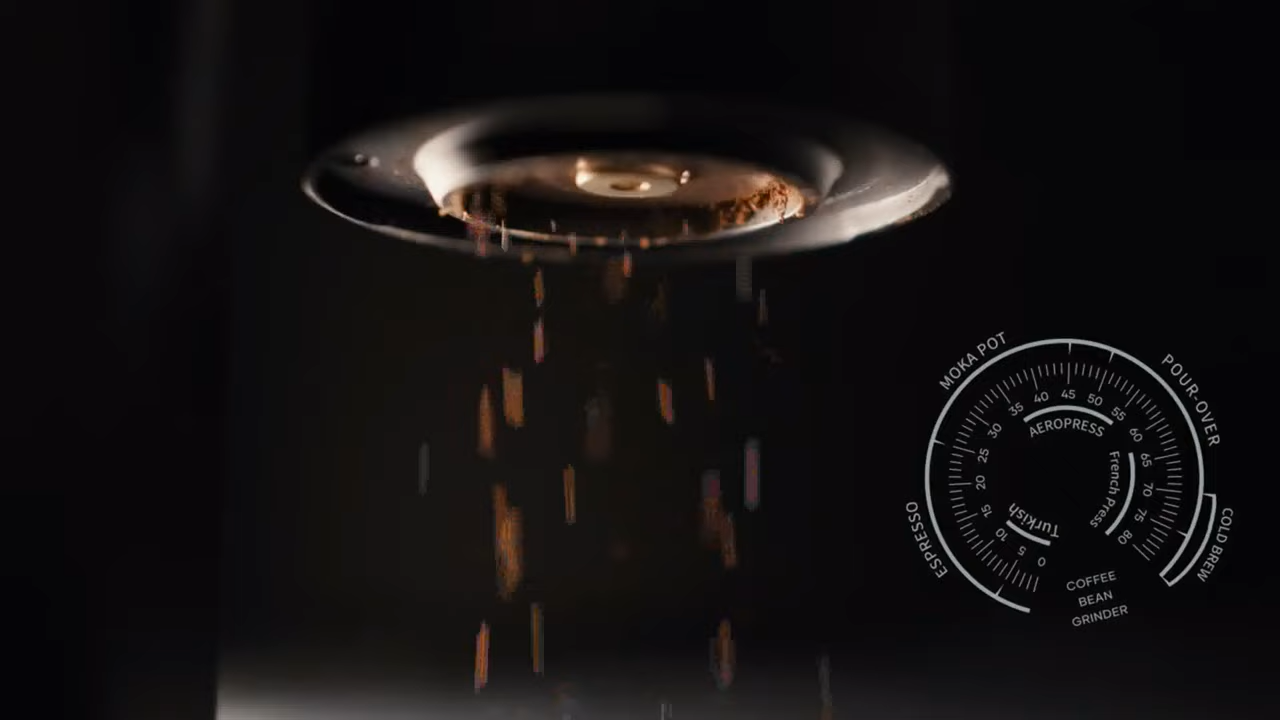 MOKA POT
POUR-OVER
ESPRESSO
COLD BREW
0
5
10
15
20
25
30
35
40
45
50
55
60
65
70
75
80
AEROPRESS
French Press
Turkish
COFFEE
BEAN
GRINDER